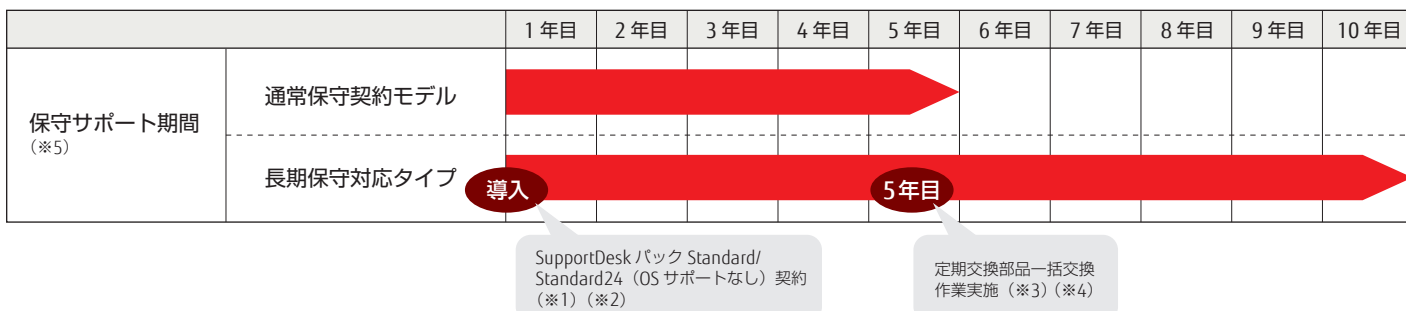 1年目 2年目 3年目 4年目 5年目 6年目 7年目 8年目 9年目 10年目
保守サポート期間
(※5)
通常保守契約モデル
長期保守対応タイプ
導入
5年目
SupportDesk パック Standard/
Standard24(OS サポートなし)契約
(※1)(※2)
定期交換部品一括交換
作業実施(※3)(※4)